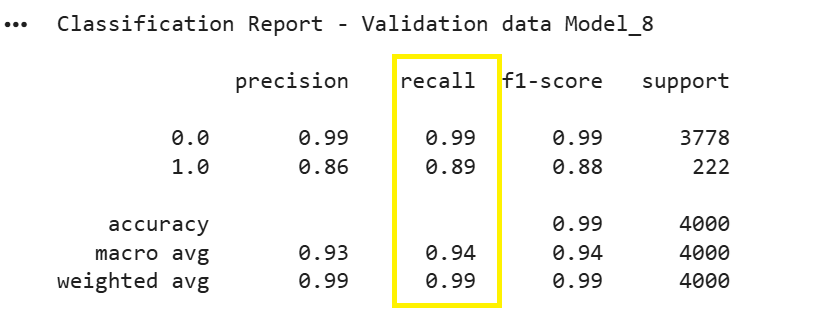 ••• Classification Report - Validation data Model_8
precision recall f1-score support
0.0 0.99 0.99 0.99 3778
1.0 0.86 0.89 0.88 222
accuracy 0.99 4000
macro avg 0.93 0.94 0.94 4000
weighted avg 0.99 0.99 0.99 4000